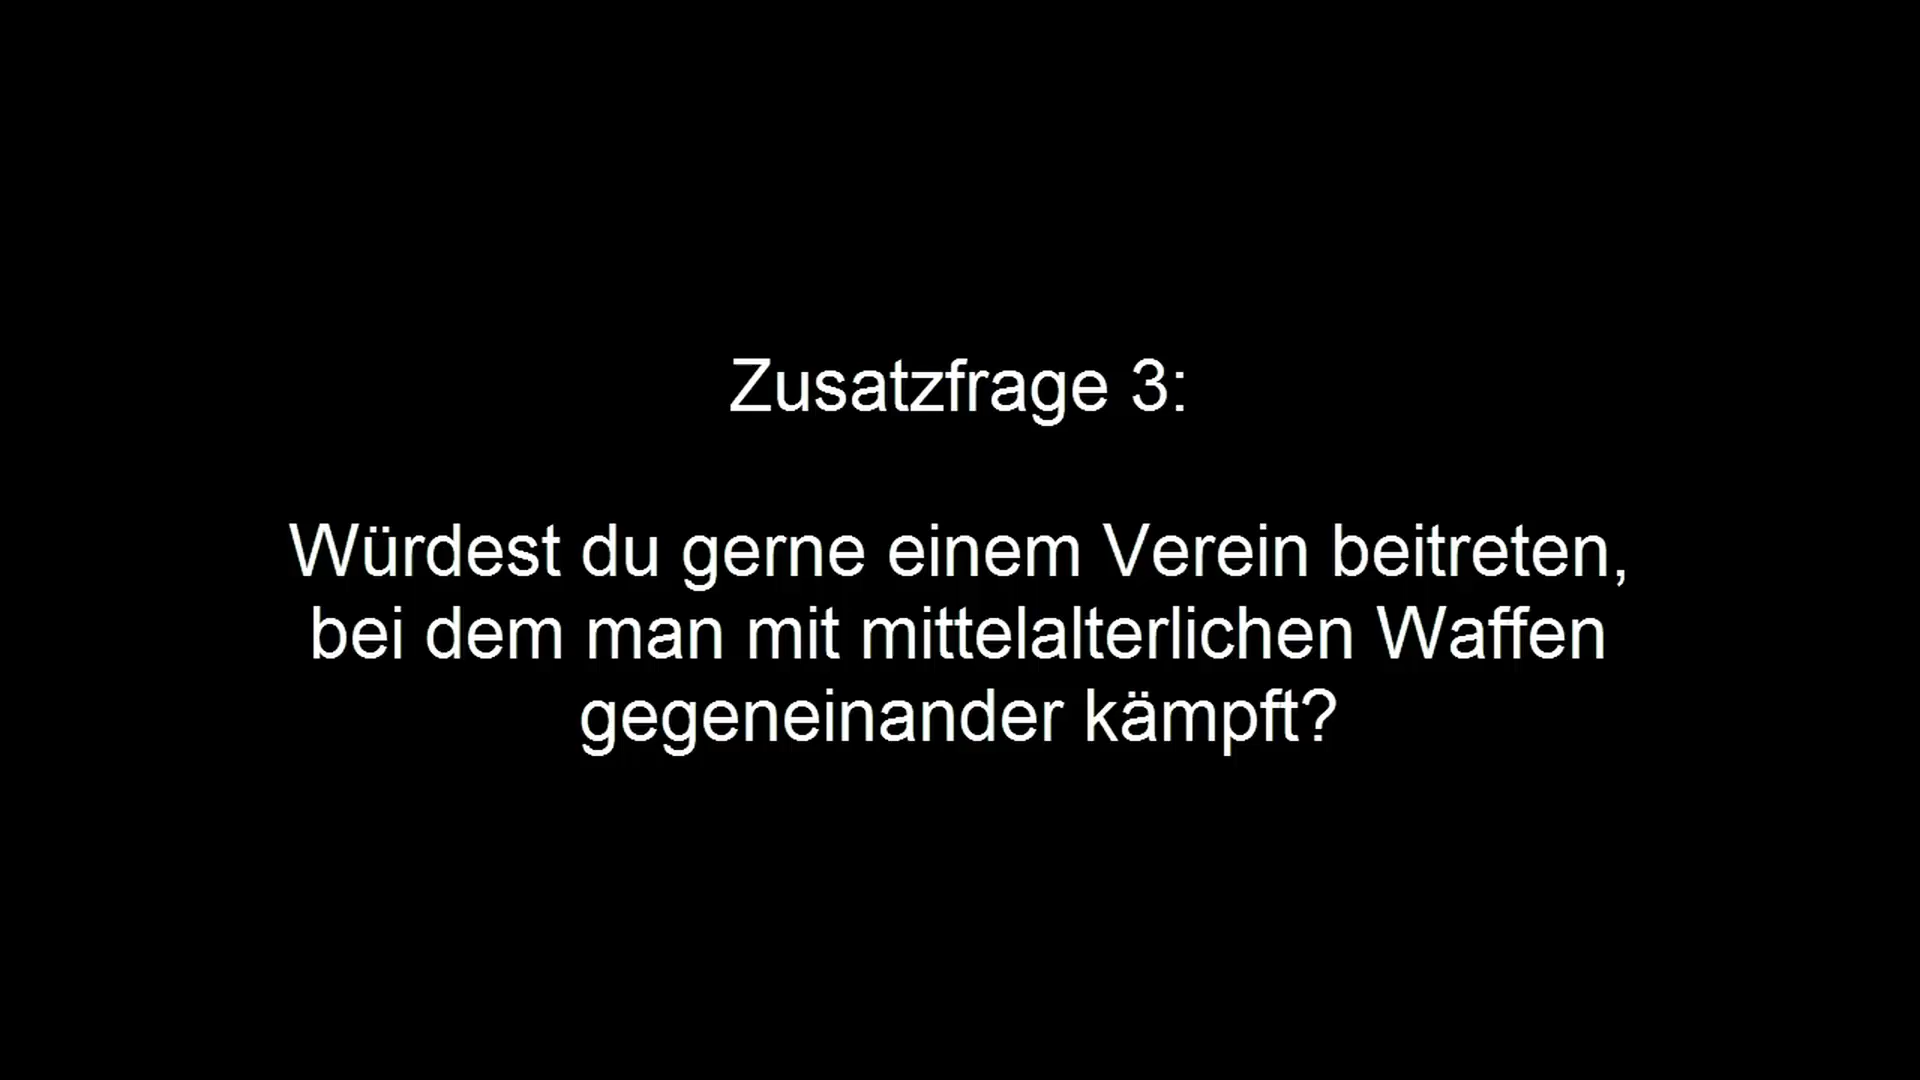 Zusatzfrage 3:
Würdest du gerne einem Verein beitreten,
bei dem man mit mittelalterlichen Waffen
gegeneinander kämpft?